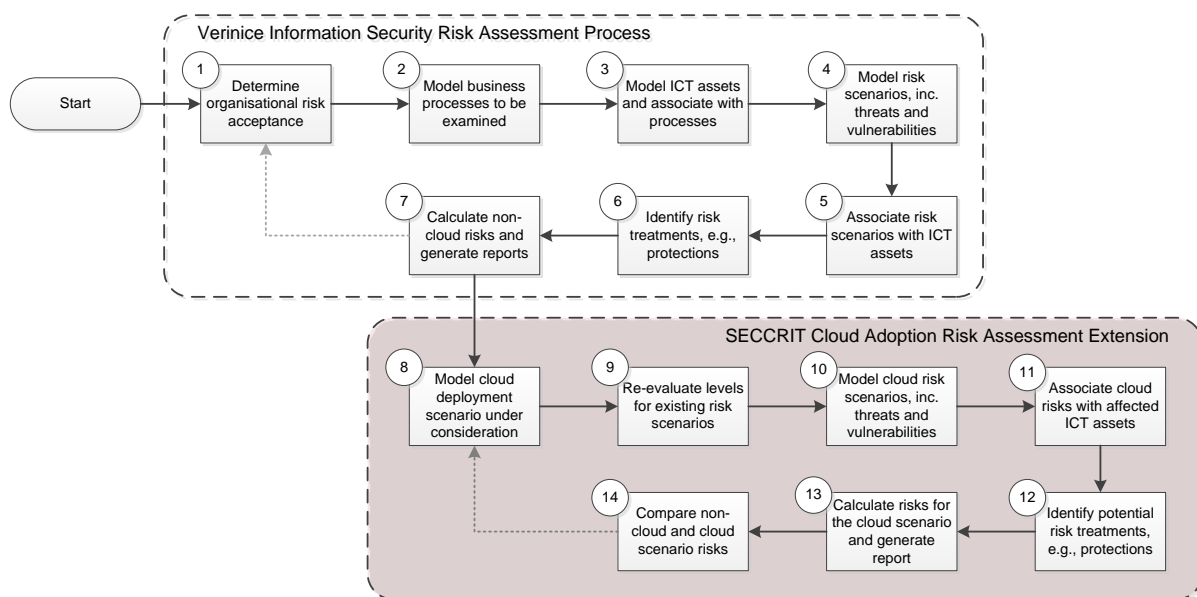 Verinice Information Security Risk Assessment Process
Start
1
Determine
organisational risk
acceptance
2
Model business
processes to be
examined
3
Model ICT assets
and associate with
processes
4
Model risk
scenarios, inc.
threats and
vulnerabilities
5
Associate risk
scenarios with ICT
assets
6
Identify risk
treatments, e.g.,
protections
7
Calculate non-
cloud risks and
generate reports
SECCRIT Cloud Adoption Risk Assessment Extension
8
Model cloud
deployment
scenario under
consideration
9
Re-evaluate levels
for existing risk
scenarios
10
Model cloud risk
scenarios, inc.
threats and
vulnerabilities
11
Associate cloud
risks with affected
ICT assets
12
Identify potential
risk treatments,
e.g., protections
13
Calculate risks for
the cloud scenario
and generate
report
14
Compare non-
cloud and cloud
scenario risks